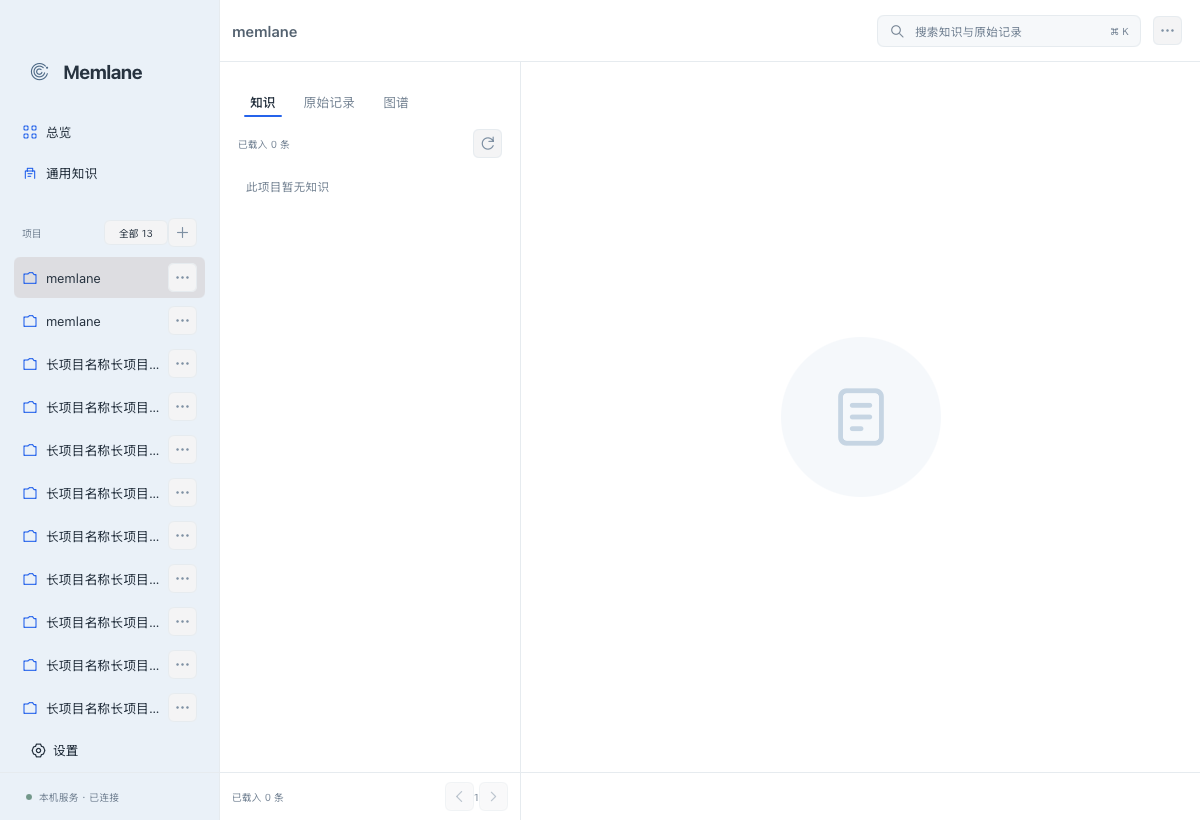 Memlane
总览
通用知识
项目
全部 13
memlane
memlane
长项目名称长项目...
长项目名称长项目...
长项目名称长项目...
长项目名称长项目...
长项目名称长项目...
长项目名称长项目...
长项目名称长项目...
长项目名称长项目...
长项目名称长项目...
设置
本机服务 · 已连接
memlane
搜索知识与原始记录 ⌘ K
知识 原始记录 图谱
已载入 0 条
此项目暂无知识
已载入 0 条
1